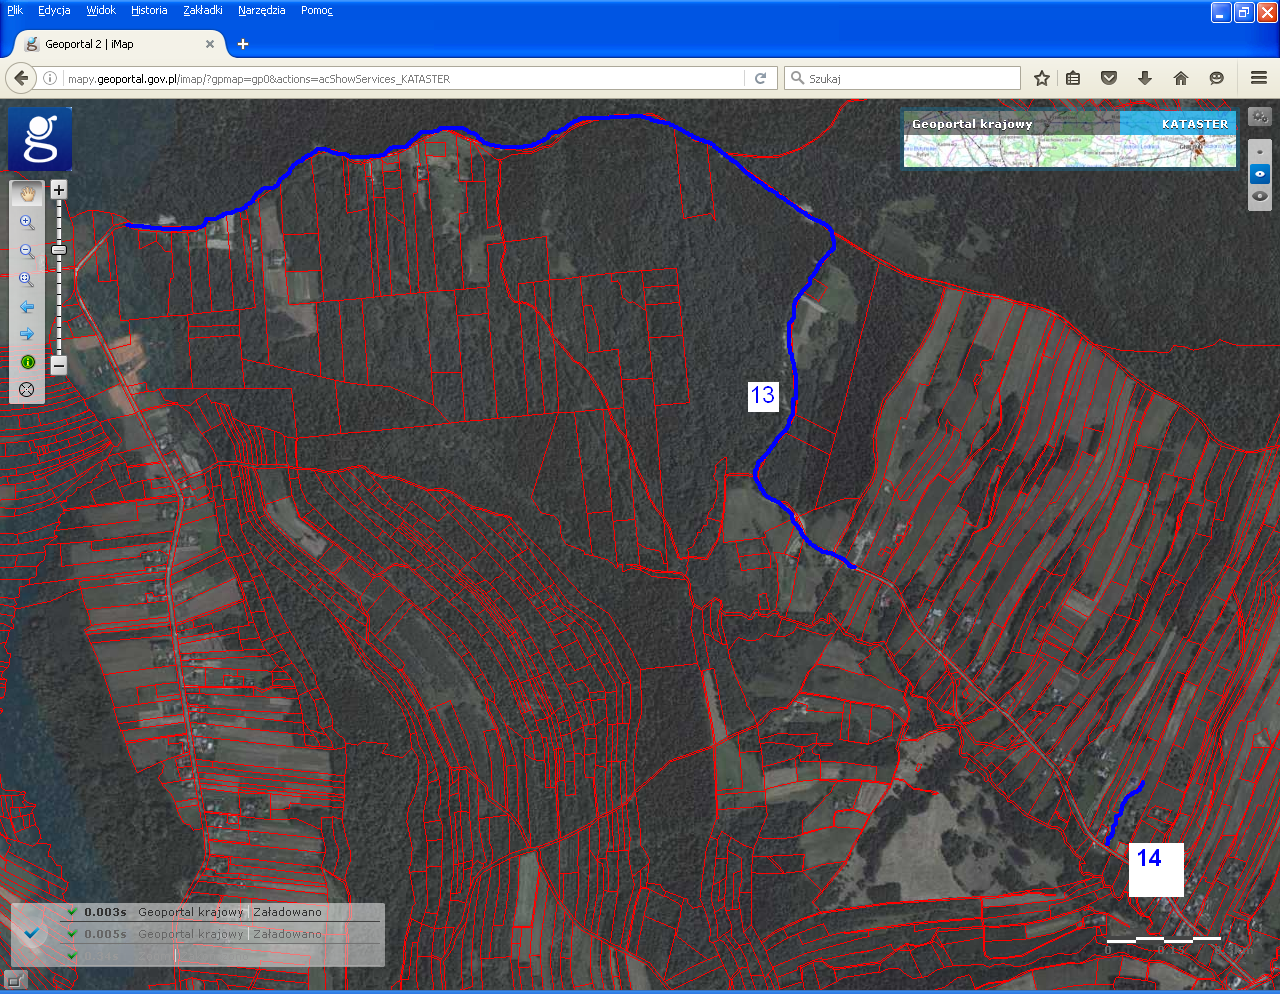 Plik Edycja Widok Historia Zakładki Narzędzia Pomoc
Geoportal 2 | iMap
mapy.geoportal.gov.pl/imap/?gpmap=gp0&actions=acShowServices_KATASTER
Szukaj
Geoportal krajowy KATASTER
13
14
0.003s Geoportal krajowy Załadowano
0.005s Geoportal krajowy Załadowano